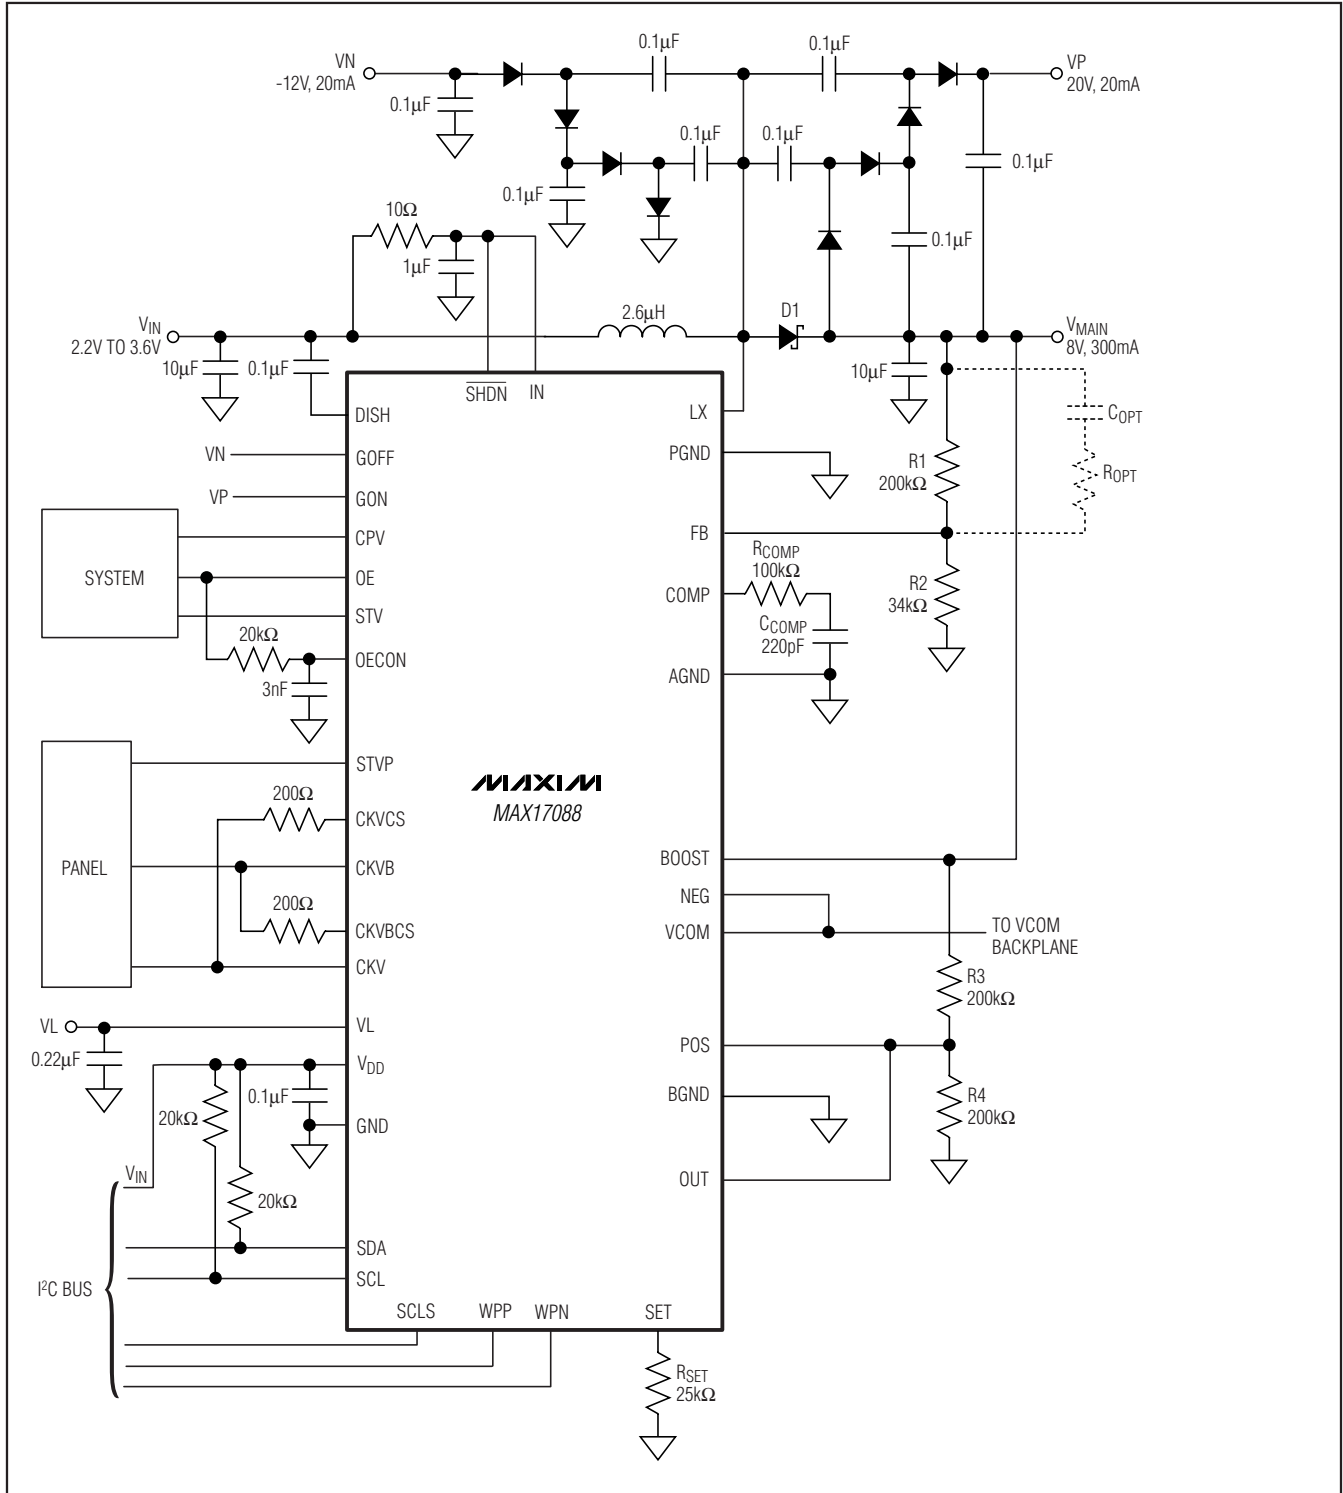 VN
-12V, 20mA
0.1µF
0.1µF
0.1µF
VP
20V, 20mA
0.1µF
0.1µF
0.1µF
0.1µF
0.1µF
10Ω
1µF
0.1µF
VIN
2.2V TO 3.6V
10µF
0.1µF
2.6µH
D1
VMAIN
8V, 300mA
10µF
COPT
ROPT
R1
200kΩ
R2
34kΩ
SHDN
IN
LX
PGND
FB
COMP
RCOMP
100kΩ
CCOMP
220pF
AGND
DISH
VN
GOFF
VP
GON
SYSTEM
CPV
OE
STV
20kΩ
OECON
3nF
PANEL
STVP
200Ω
CKVCS
CKVB
200Ω
CKVBCS
CKV
MAXIM
MAX17088
BOOST
NEG
VCOM
TO VCOM
BACKPLANE
R3
200kΩ
POS
BGND
R4
200kΩ
OUT
VL
VL
0.22µF
VDD
0.1µF
GND
20kΩ
20kΩ
VIN
I²C BUS
SDA
SCL
SCLS
WPP
WPN
SET
RSET
25kΩ